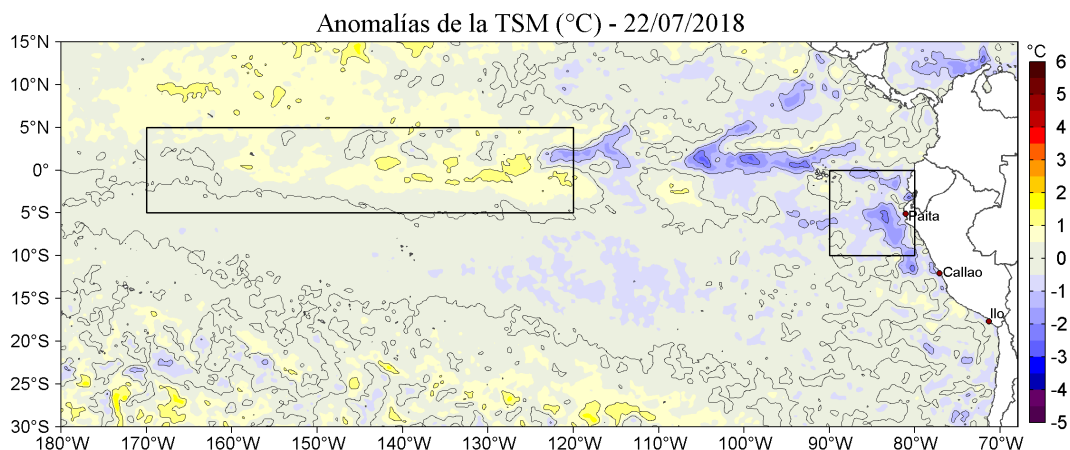 Anomalías de la TSM (°C) - 22/07/2018
15°N
10°N
5°N
0°
5°S
10°S
15°S
20°S
25°S
30°S
180°W
170°W
160°W
150°W
140°W
130°W
120°W
110°W
100°W
90°W
80°W
70°W
Paita
Callao
Ilo
°C
6
5
4
3
2
1
0
-1
-2
-3
-4
-5